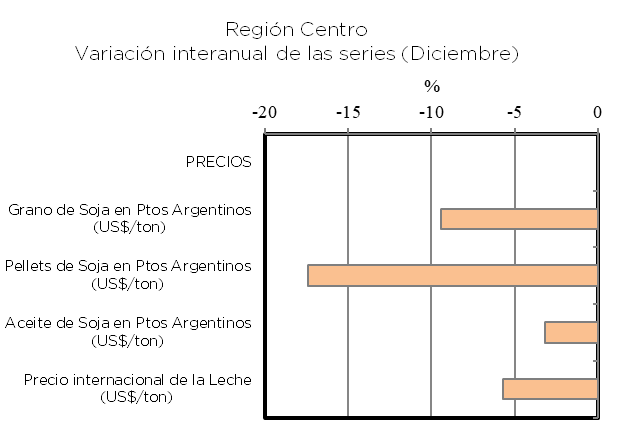 Región Centro
Variación interanual de las series (Diciembre)
%
-20 -15 -10 -5 0
PRECIOS
Grano de Soja en Ptos Argentinos
(US$/ton)
Pellets de Soja en Ptos Argentinos
(US$/ton)
Aceite de Soja en Ptos Argentinos
(US$/ton)
Precio internacional de la Leche
(US$/ton)